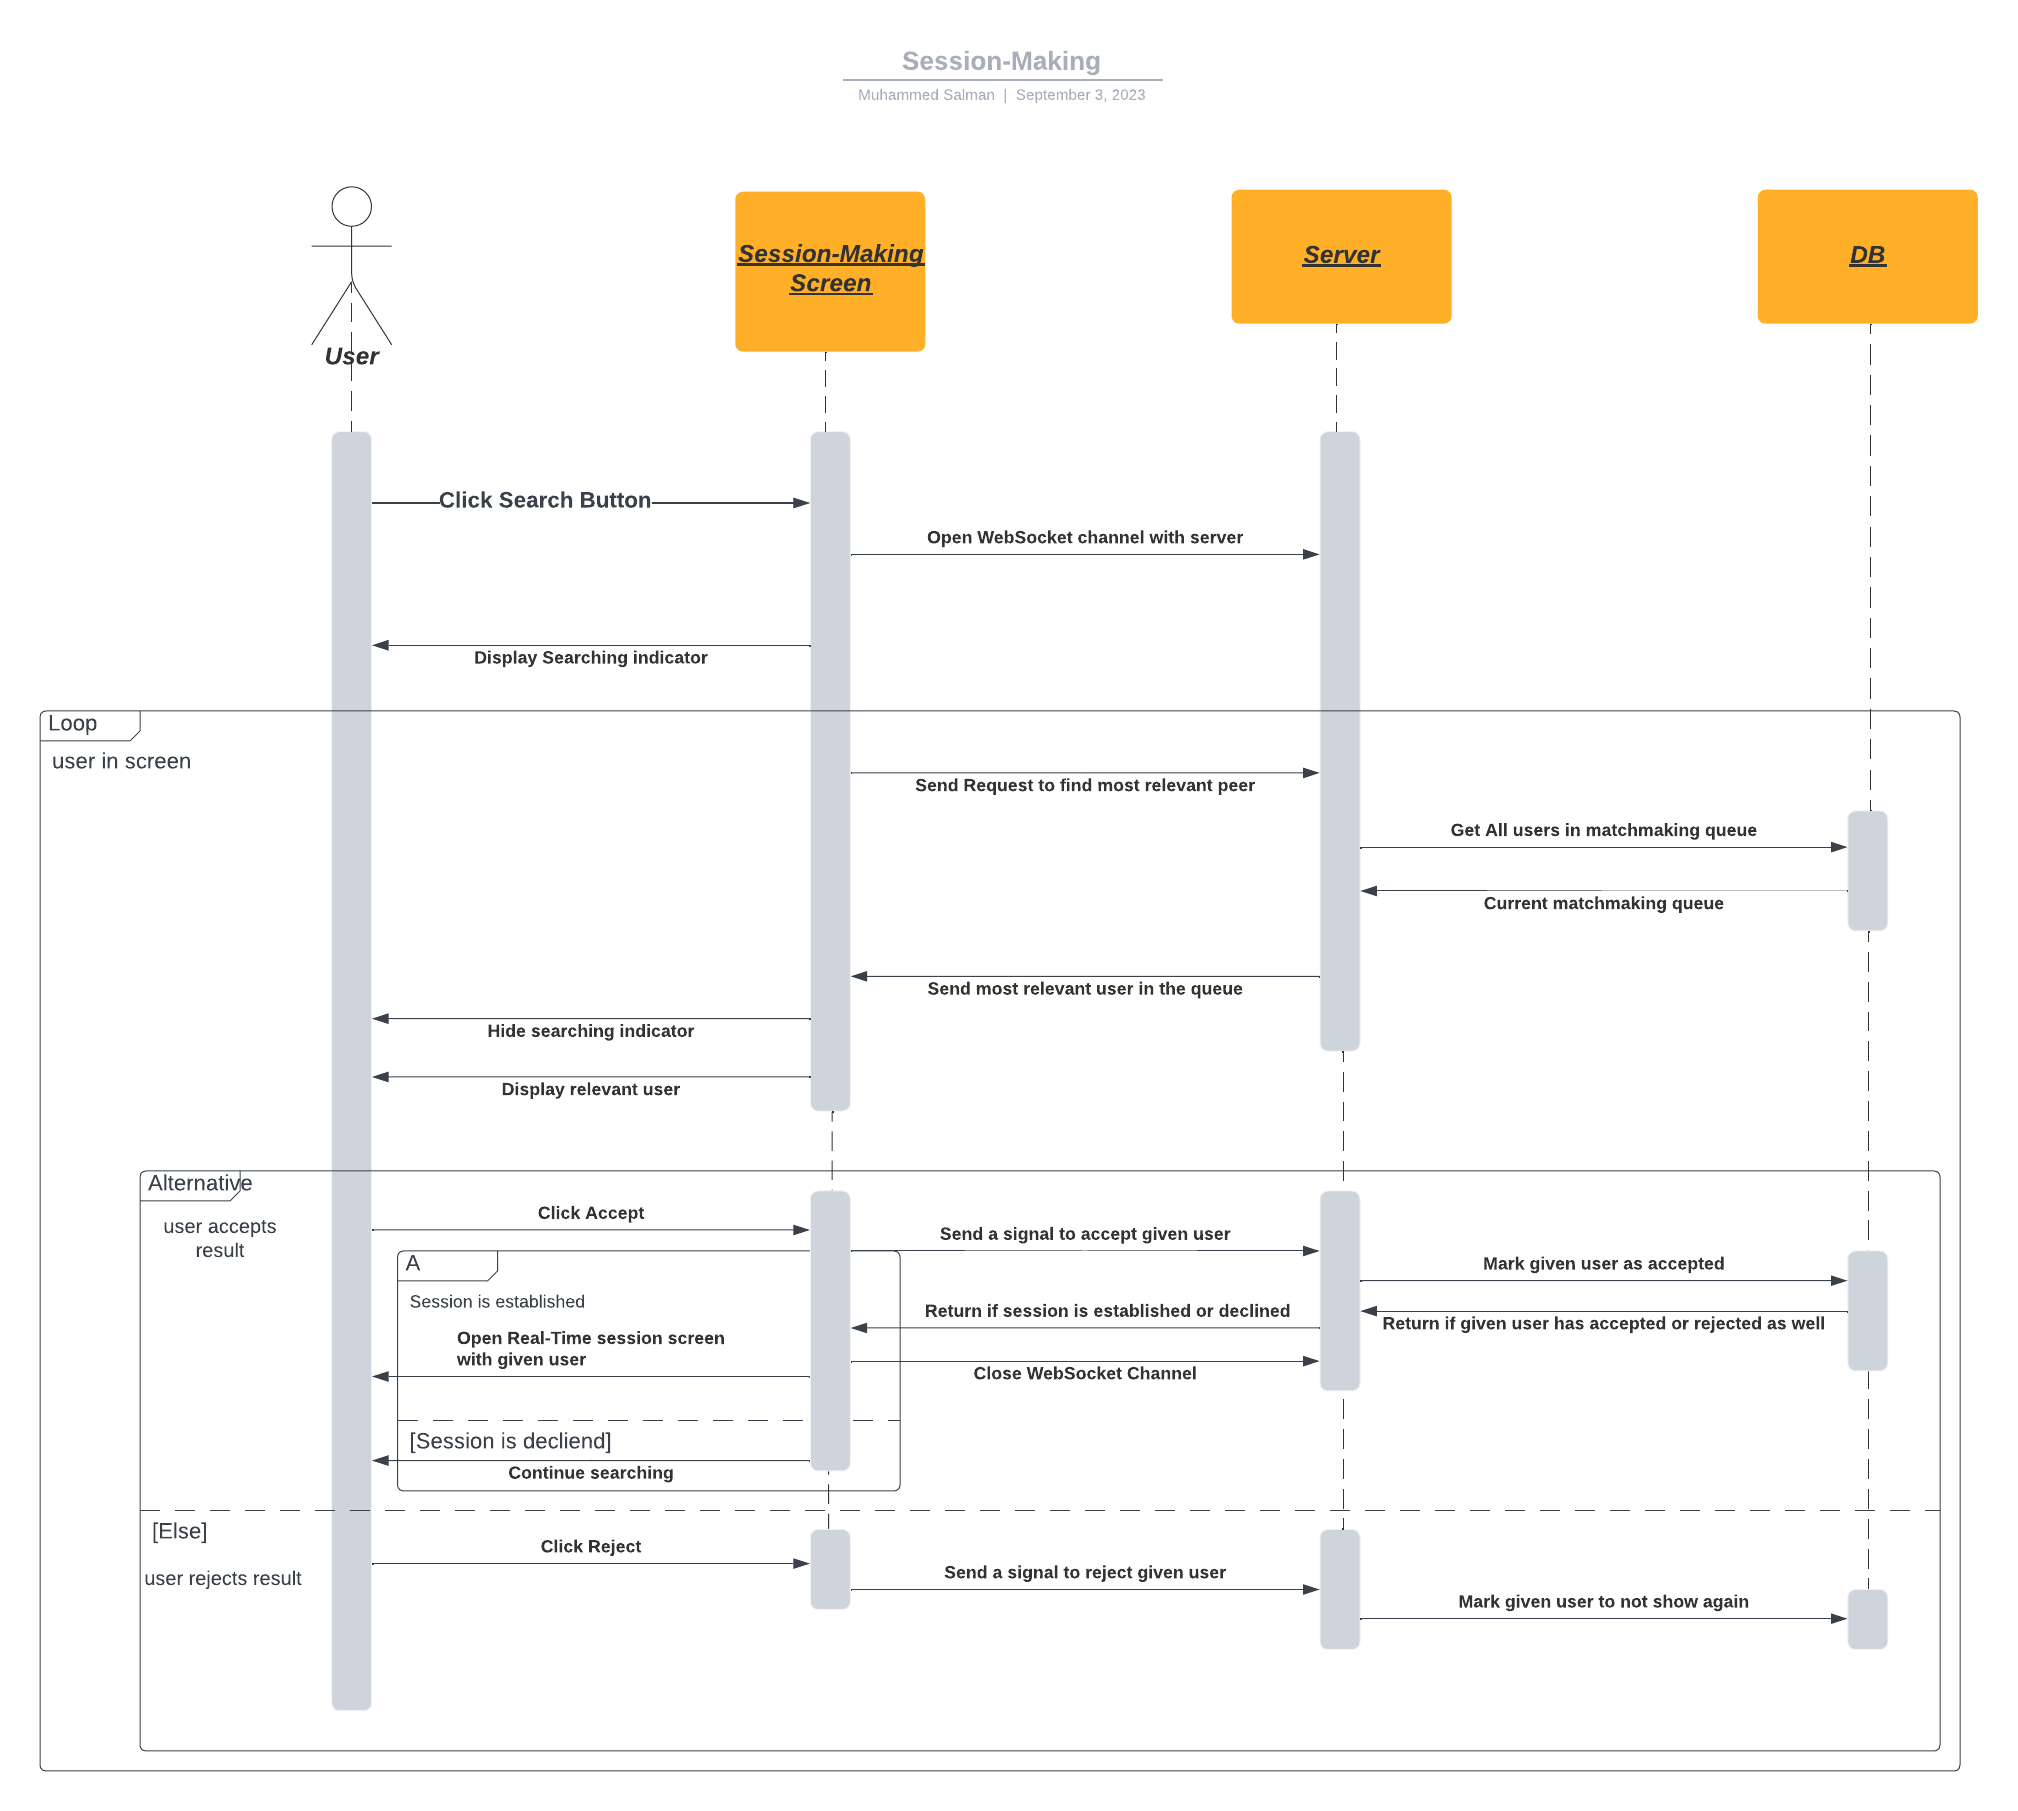 Session-Making
Muhammed Salman | September 3, 2023
User
Session-Making
Screen
Server
DB
Click Search Button
Open WebSocket channel with server
Display Searching indicator
Loop
user in screen
Send Request to find most relevant peer
Get All users in matchmaking queue
Current matchmaking queue
Send most relevant user in the queue
Hide searching indicator
Display relevant user
Alternative
user accepts
result
Click Accept
Send a signal to accept given user
A
Session is established
Mark given user as accepted
Return if session is established or declined
Return if given user has accepted or rejected as well
Open Real-Time session screen
with given user
Close WebSocket Channel
[Session is decliend]
Continue searching
[Else]
user rejects result
Click Reject
Send a signal to reject given user
Mark given user to not show again